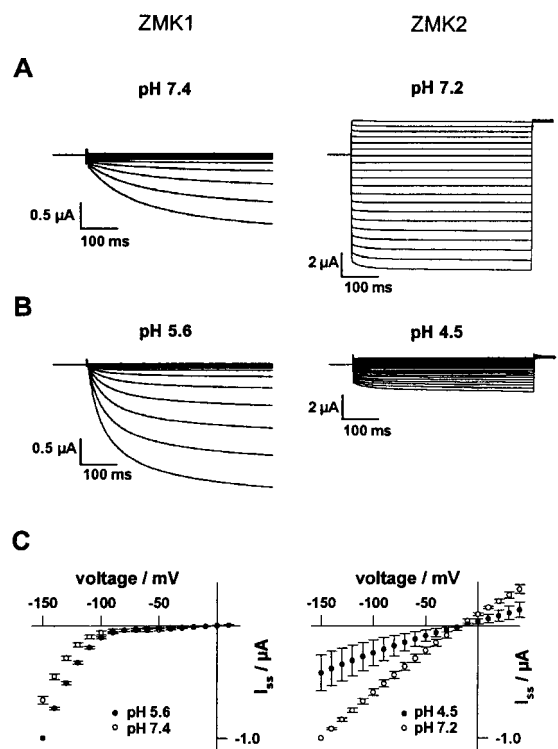 ZMK1 ZMK2
A
pH 7.4 pH 7.2
0.5 µA
100 ms
2 µA
100 ms
B
pH 5.6 pH 4.5
0.5 µA
100 ms
2 µA
100 ms
C
voltage / mV
-150 -100 -50
Iss / µA
pH 5.6
pH 7.4
-1.0
voltage / mV
-150 -100 -50
Iss / µA
pH 4.5
pH 7.2
-1.0